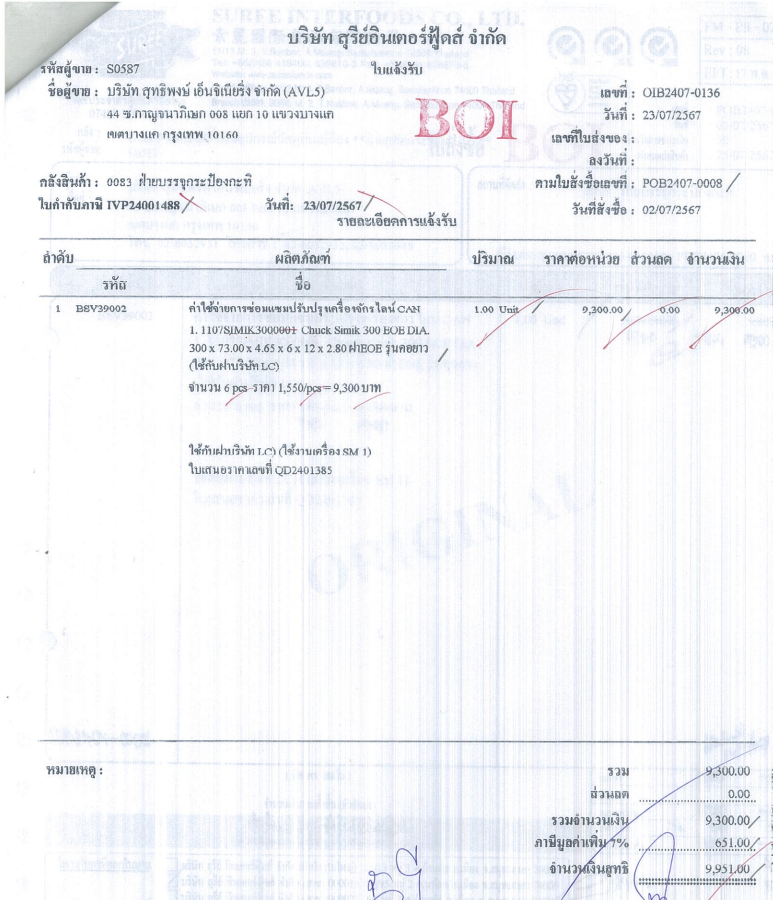 SUREE INTERFOODS CO., LTD.
บริษัท สุรีย์อินเตอร์ฟู้ดส์ จำกัด
รหัสผู้ขาย : S0587
ใบแจ้งรับ
ชื่อผู้ขาย : บริษัท สุทธิพงษ์ เอ็นจิเนียริ่ง จำกัด (AVL5)
เลขที่ : OIB2407-0136
44 ซ.กาญจนาภิเษก 008 แยก 10 แขวงบางแค
BOI
วันที่ : 23/07/2567
เขตบางแค กรุงเทพ 10160
เลขที่ใบส่งของ :
ลงวันที่ :
คลังสินค้า : 0083 ฝ่ายบรรจุกระป๋องกะทิ
ตามใบสั่งซื้อเลขที่ : POB2407-0008
ใบกำกับภาษี IVP24001488 วันที่: 23/07/2567
วันที่สั่งซื้อ : 02/07/2567
รายละเอียดการแจ้งรับ
ลำดับ ผลิตภัณฑ์ ปริมาณ ราคาต่อหน่วย ส่วนลด จำนวนเงิน
รหัส ชื่อ
1 BSV39002 ค่าใช้จ่ายการซ่อมแซมปรับปรุงเครื่องจักร ไลน์ CAN 1.00 Unit 9,300.00 0.00 9,300.00
1. 1107SIMIK3000001 Chuck Simik 300 EOE DIA.
300 x 73.00 x 4.65 x 6 x 12 x 2.80 ฝาEOE รุ่นคอยาว
(ใช้กับฝาบริษัท LC)
จำนวน 6 pcs ราคา 1,550/pcs = 9,300 บาท
ใช้กับฝาบริษัท LC) (ใช้งานเครื่อง SM 1)
ใบเสนอราคาเลขที่ QD2401385
ORIGINAL
หมายเหตุ :
รวม 9,300.00
ส่วนลด 0.00
รวมจำนวนเงิน 9,300.00
ภาษีมูลค่าเพิ่ม 7% 651.00
จำนวนเงินสุทธิ 9,951.00